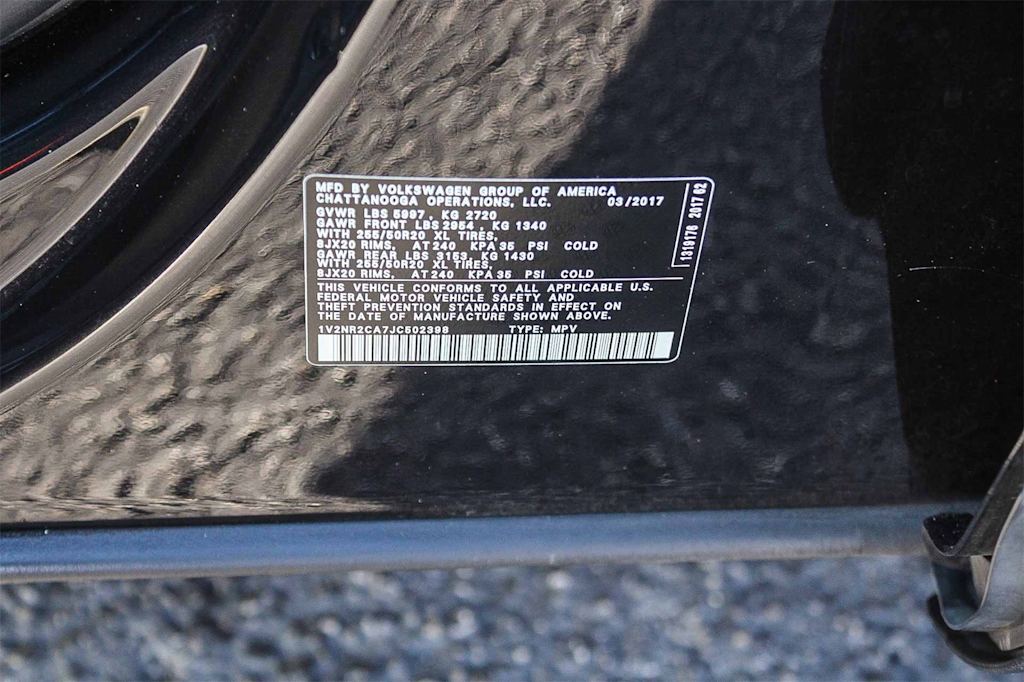 MFD BY VOLKSWAGEN GROUP OF AMERICA
CHATTANOOGA OPERATIONS, LLC. 03/2017
GVWR LBS 5997 , KG 2720
GAWR FRONT LBS 2954 , KG 1340
WITH 255/50R20 XL TIRES,
8JX20 RIMS, AT 240 KPA 35 PSI COLD
GAWR REAR LBS 3153, KG 1430
WITH 255/50R20 XL TIRES,
8JX20 RIMS, AT 240 KPA 35 PSI COLD
THIS VEHICLE CONFORMS TO ALL APPLICABLE U.S.
FEDERAL MOTOR VEHICLE SAFETY AND
THEFT PREVENTION STANDARDS IN EFFECT ON
THE DATE OF MANUFACTURE SHOWN ABOVE.
1V2NR2CA7JC502398 TYPE: MPV
1319176 2017 62